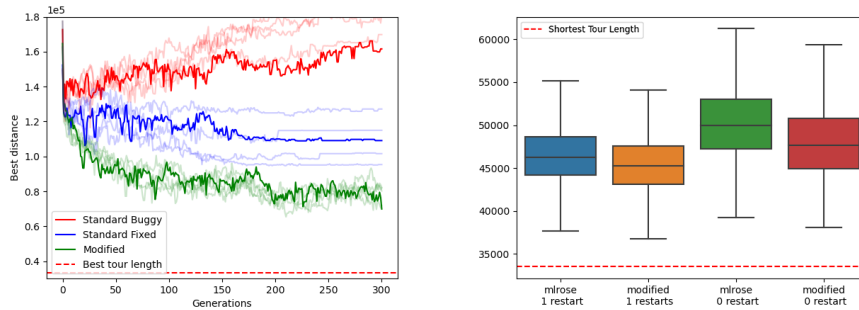 1e5
1.8
1.6
1.4
1.2
1.0
0.8
0.6
0.4
Best distance
Standard Buggy
Standard Fixed
Modified
Best tour length
0 50 100 150 200 250 300
Generations
Shortest Tour Length
60000
55000
50000
45000
40000
35000
mlrose modified mlrose modified
1 restart 1 restarts 0 restart 0 restart